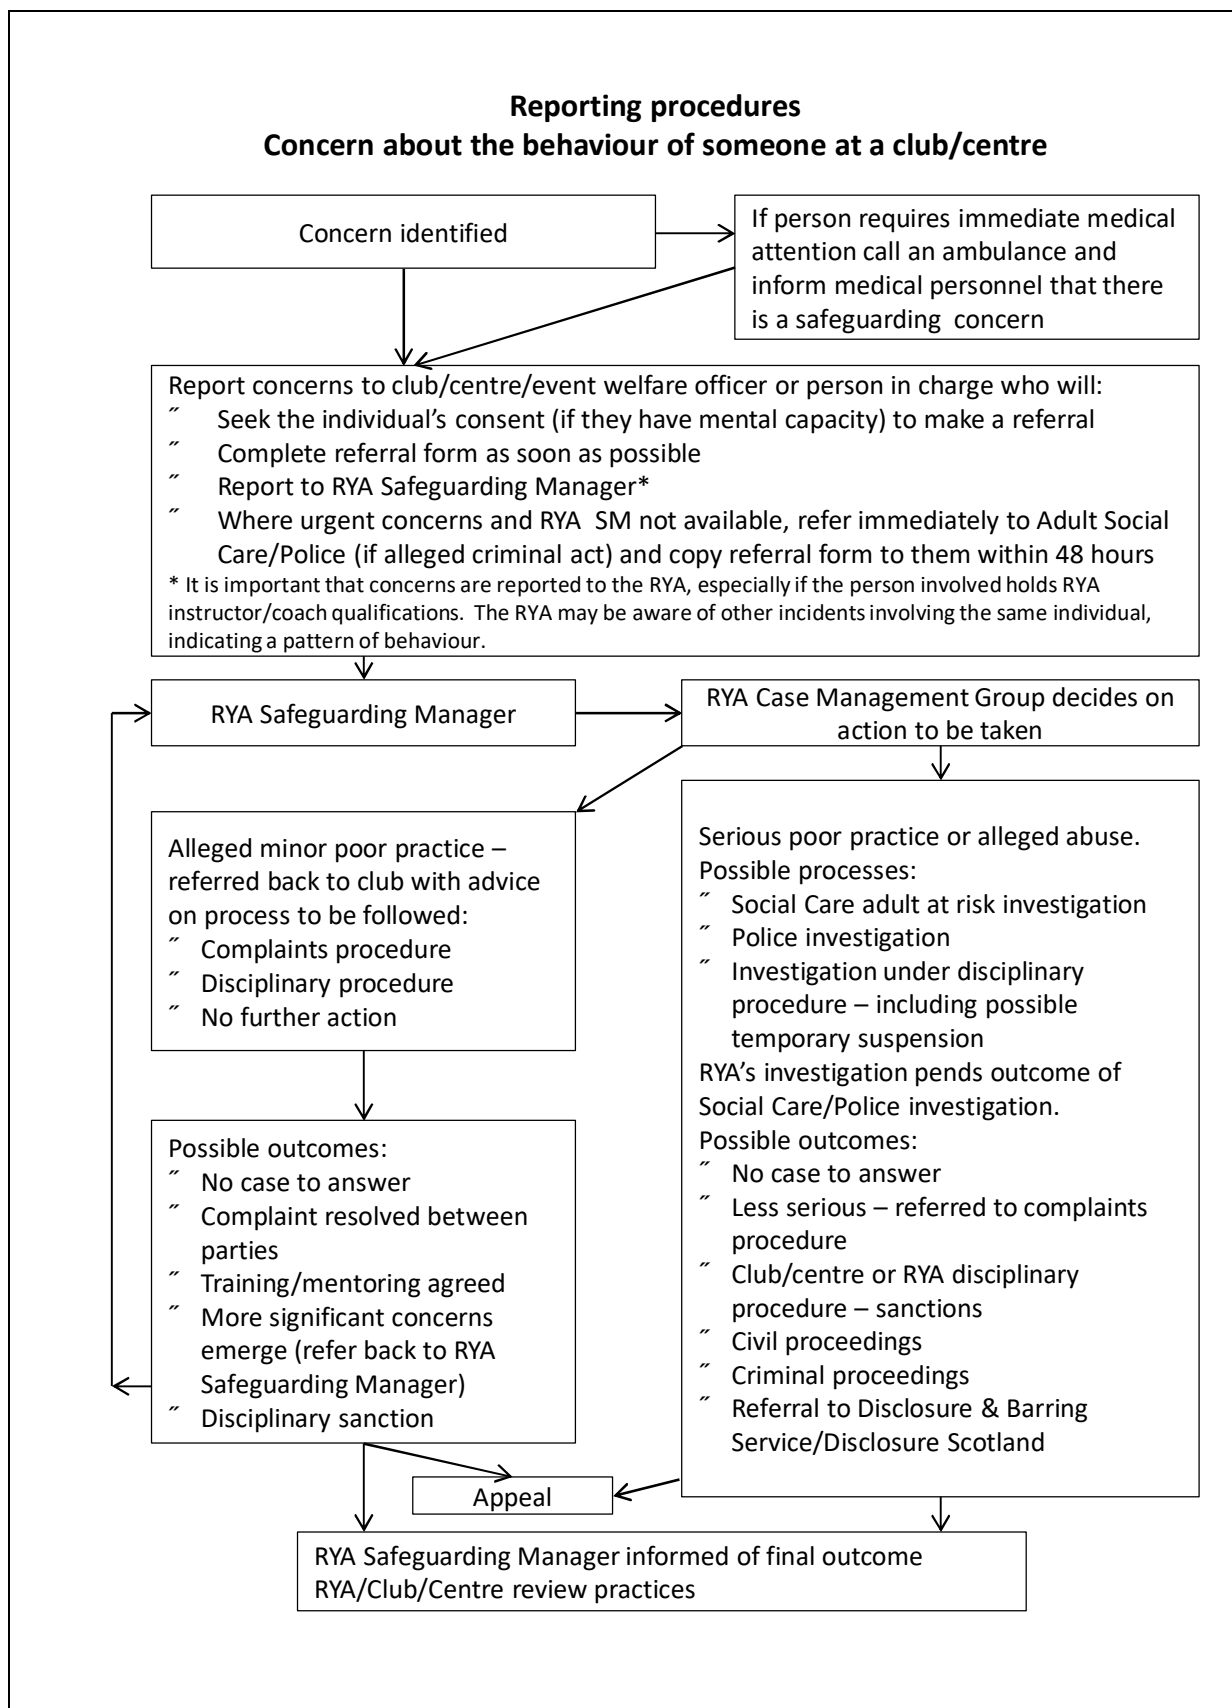 Reporting procedures
Concern about the behaviour of someone at a club/centre
Concern identified
If person requires immediate medical
attention call an ambulance and
inform medical personnel that there
is a safeguarding  concern
Report concerns to club/centre/event welfare officer or person in charge who will:
˝ Seek the individual’s consent (if they have mental capacity) to make a referral
˝ Complete referral form as soon as possible
˝ Report to RYA Safeguarding Manager*
˝ Where urgent concerns and RYA  SM not available, refer immediately to Adult Social
Care/Police (if alleged criminal act) and copy referral form to them within 48 hours
* It is important that concerns are reported to the RYA, especially if the person involved holds RYA
instructor/coach qualifications.  The RYA may be aware of other incidents involving the same individual,
indicating a pattern of behaviour.
RYA Safeguarding Manager
RYA Case Management Group decides on
action to be taken
Alleged minor poor practice –
referred back to club with advice
on process to be followed:
˝ Complaints procedure
˝ Disciplinary procedure
˝ No further action
Serious poor practice or alleged abuse.
Possible processes:
˝ Social Care adult at risk investigation
˝ Police investigation
˝ Investigation under disciplinary
procedure – including possible
temporary suspension
RYA’s investigation pends outcome of
Social Care/Police investigation.
Possible outcomes:
˝ No case to answer
˝ Less serious – referred to complaints
procedure
˝ Club/centre or RYA disciplinary
procedure – sanctions
˝ Civil proceedings
˝ Criminal proceedings
˝ Referral to Disclosure & Barring
Service/Disclosure Scotland
Possible outcomes:
˝ No case to answer
˝ Complaint resolved between
parties
˝ Training/mentoring agreed
˝ More significant concerns
emerge (refer back to RYA
Safeguarding Manager)
˝ Disciplinary sanction
Appeal
RYA Safeguarding Manager informed of final outcome
RYA/Club/Centre review practices